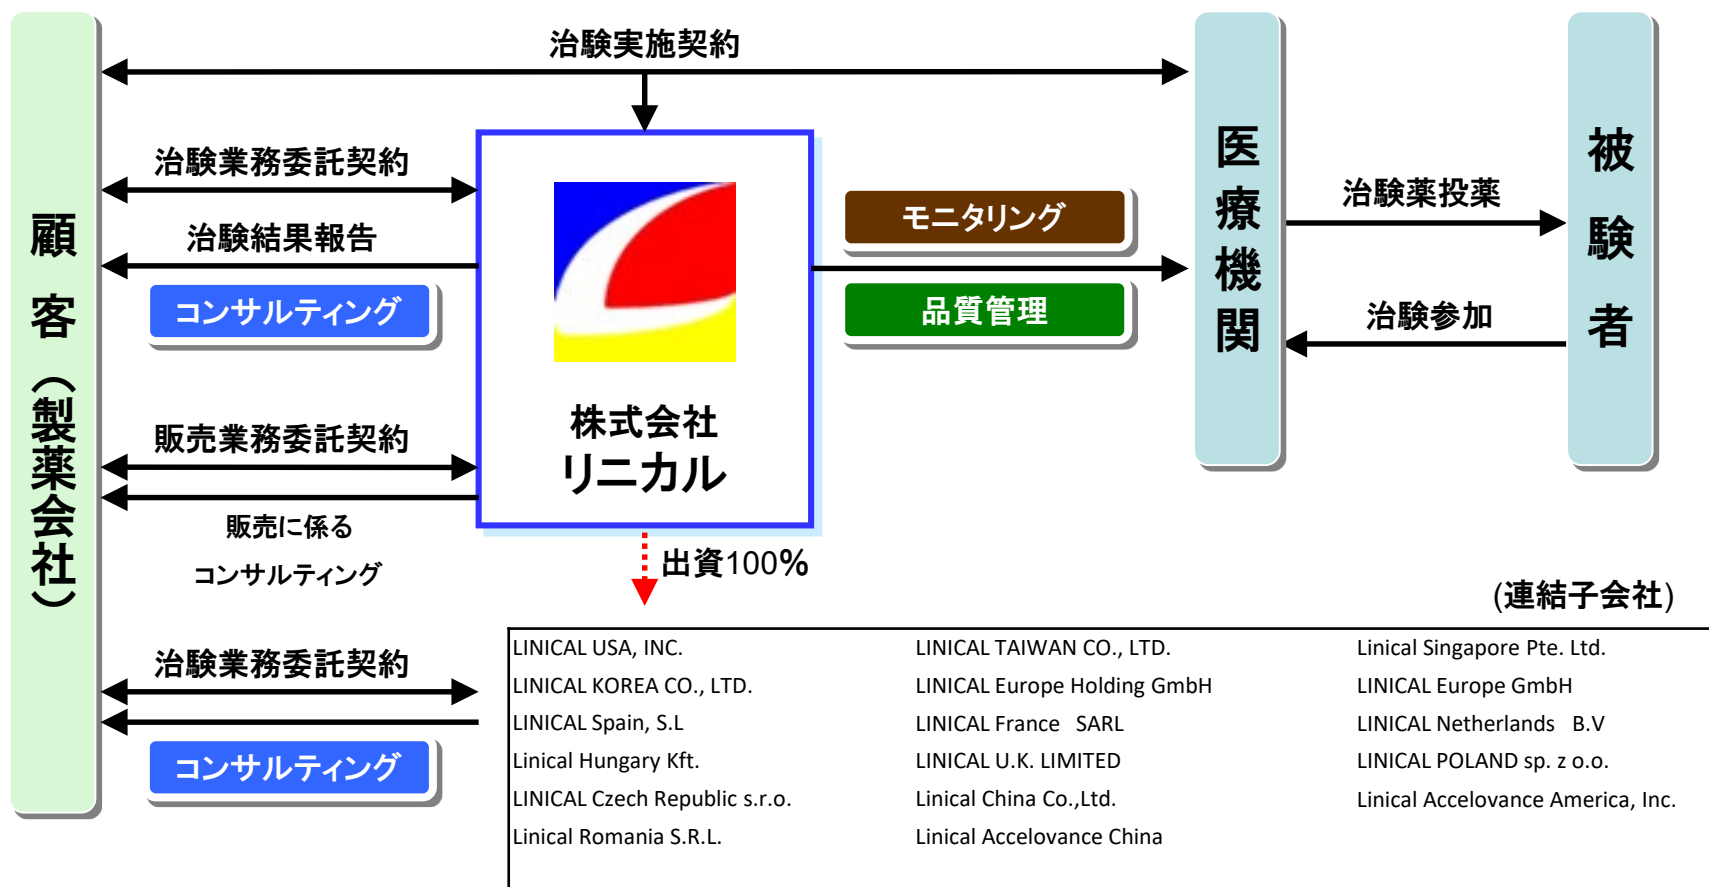 治験実施契約
顧客（製薬会社）
治験業務委託契約
治験結果報告
コンサルティング
販売業務委託契約
販売に係る
コンサルティング
治験業務委託契約
コンサルティング
株式会社
リニカル
出資100%
モニタリング
品質管理
医療機関
治験薬投薬
治験参加
被験者
(連結子会社)
LINICAL USA, INC. LINICAL TAIWAN CO., LTD. Linical Singapore Pte. Ltd.
LINICAL KOREA CO., LTD. LINICAL Europe Holding GmbH LINICAL Europe GmbH
LINICAL Spain, S.L LINICAL France SARL LINICAL Netherlands B.V
Linical Hungary Kft. LINICAL U.K. LIMITED LINICAL POLAND sp. z o.o.
LINICAL Czech Republic s.r.o. Linical China Co.,Ltd. Linical Accelovance America, Inc.
Linical Romania S.R.L. Linical Accelovance China